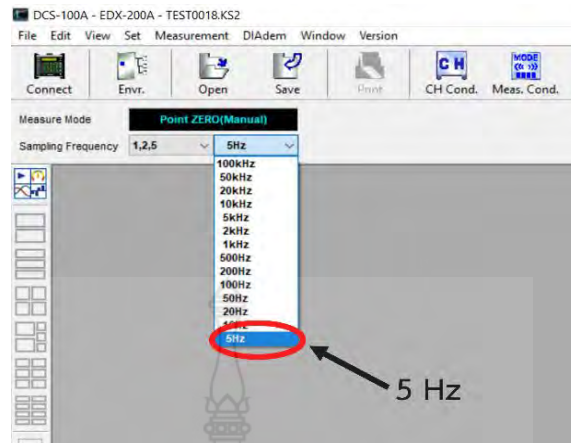 DCS-100A - EDX-200A - TEST0018.KS2
File Edit View Set Measurement DIAdem Window Version
Connect Envr. Open Save Print CH Cond. Meas. Cond.
CH
MODE
Measure Mode Point ZERO(Manual)
Sampling Frequency 1,2,5 5Hz
100kHz
50kHz
20kHz
10kHz
5kHz
2kHz
1kHz
500Hz
200Hz
100Hz
50Hz
20Hz
10Hz
5Hz
5 Hz